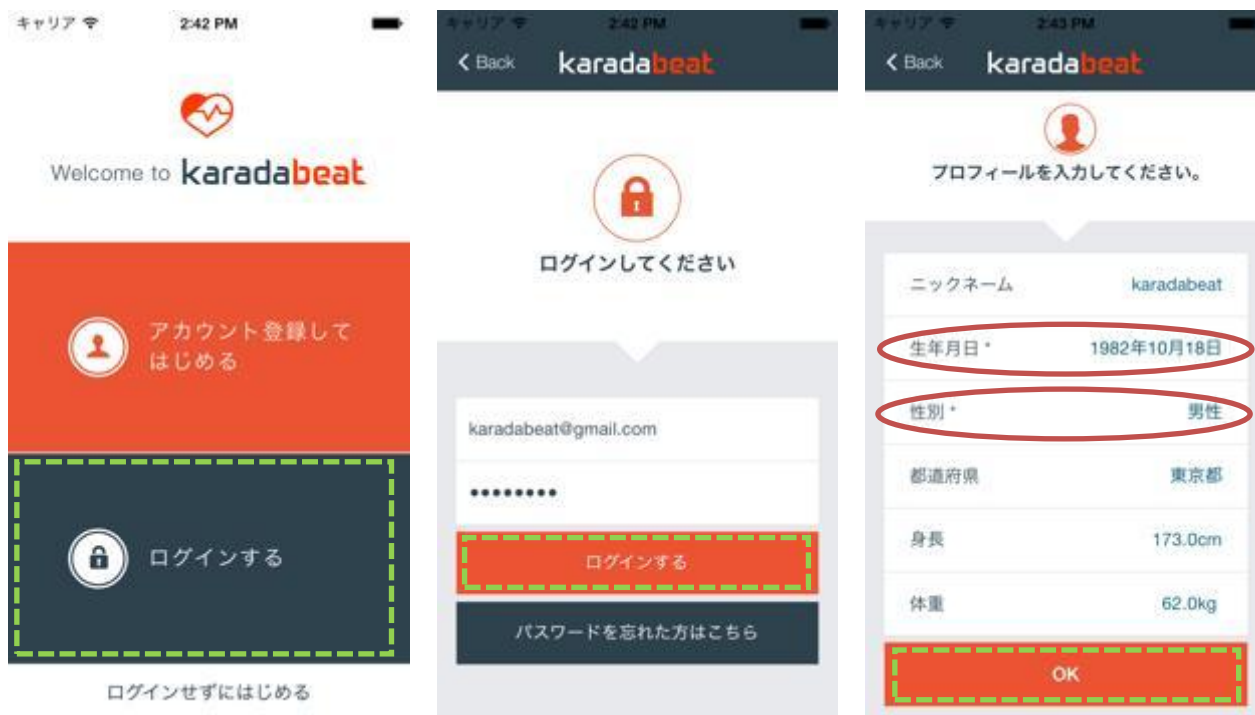 キャリア 2:42 PM
Welcome to karadabeat
アカウント登録して
はじめる
ログインする
ログインせずにはじめる
キャリア 2:42 PM
Back karadabeat
ログインしてください
karadabeat@gmail.com
••••••••
ログインする
パスワードを忘れた方はこちら
キャリア 2:43 PM
Back karadabeat
プロフィールを入力してください。
ニックネーム karadabeat
生年月日* 1982年10月18日
性別* 男性
都道府県 東京都
身長 173.0cm
体重 62.0kg
OK